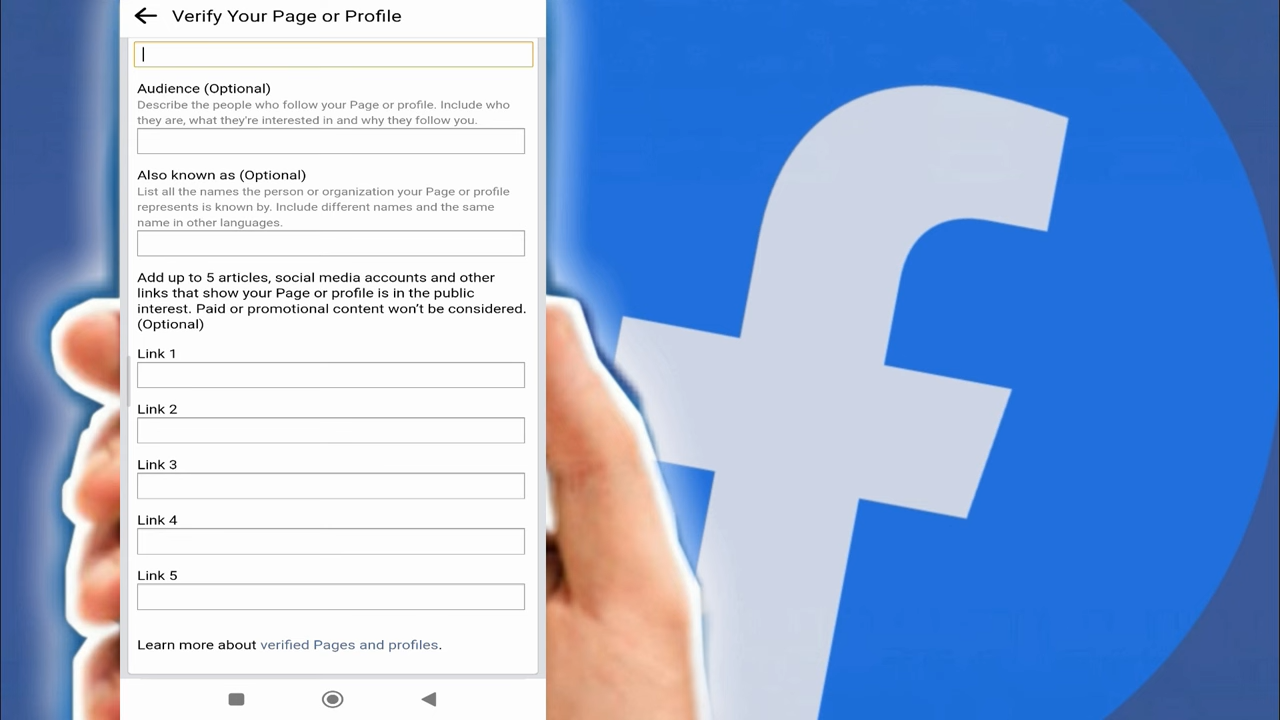 Verify Your Page or Profile
Audience (Optional)
Describe the people who follow your Page or profile. Include who
they are, what they're interested in and why they follow you.
Also known as (Optional)
List all the names the person or organization your Page or profile
represents is known by. Include different names and the same
name in other languages.
Add up to 5 articles, social media accounts and other
links that show your Page or profile is in the public
interest. Paid or promotional content won’t be considered.
(Optional)
Link 1
Link 2
Link 3
Link 4
Link 5
Learn more about verified Pages and profiles.